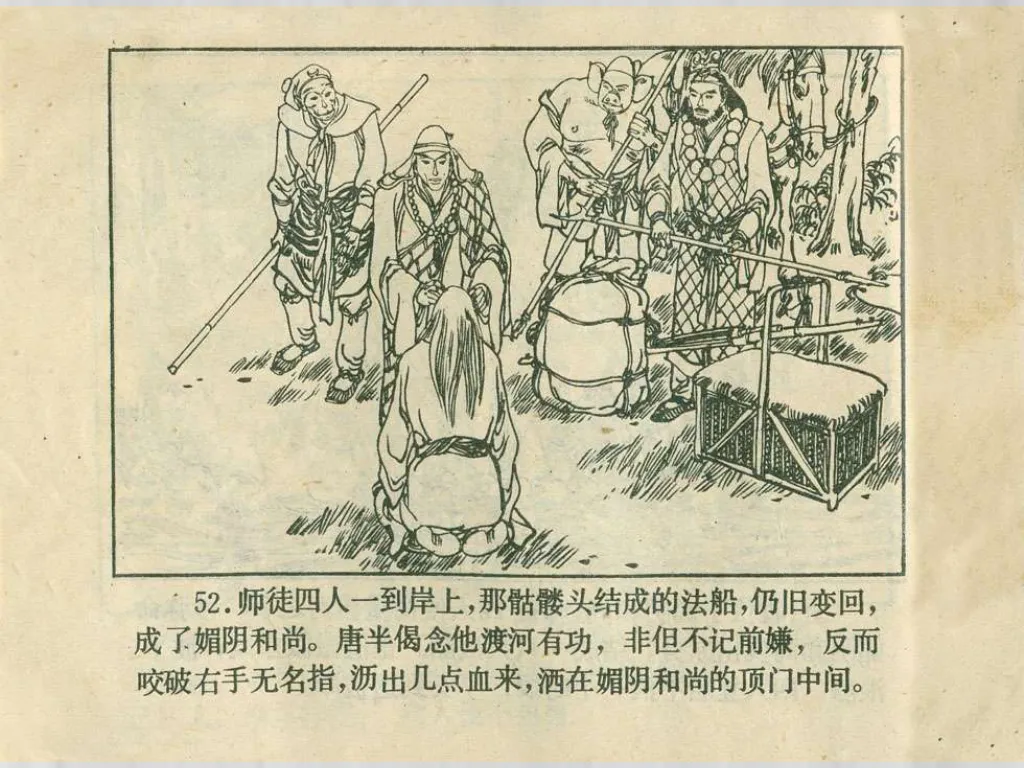 52.师徒四人一到岸上，那骷髅头结成的法船，仍旧变回，
成了媚阴和尚。唐半偈念他渡河有功，非但不记前嫌，反而
咬破右手无名指，沥出几点血来，洒在媚阴和尚的顶门中间。